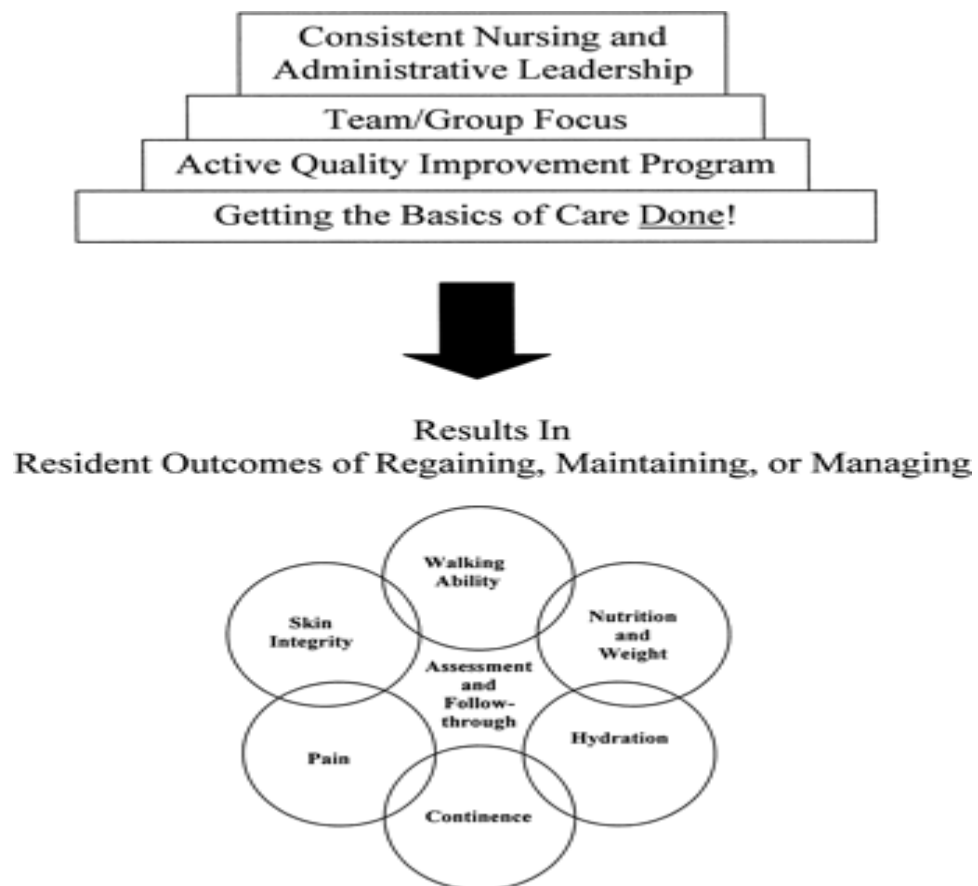 Consistent Nursing and
Administrative Leadership
Team/Group Focus
Active Quality Improvement Program
Getting the Basics of Care Done!
Results In
Resident Outcomes of Regaining, Maintaining, or Managing
Walking
Ability
Skin
Integrity
Nutrition
and
Weight
Assessment
and
Follow-
through
Pain
Hydration
Continence